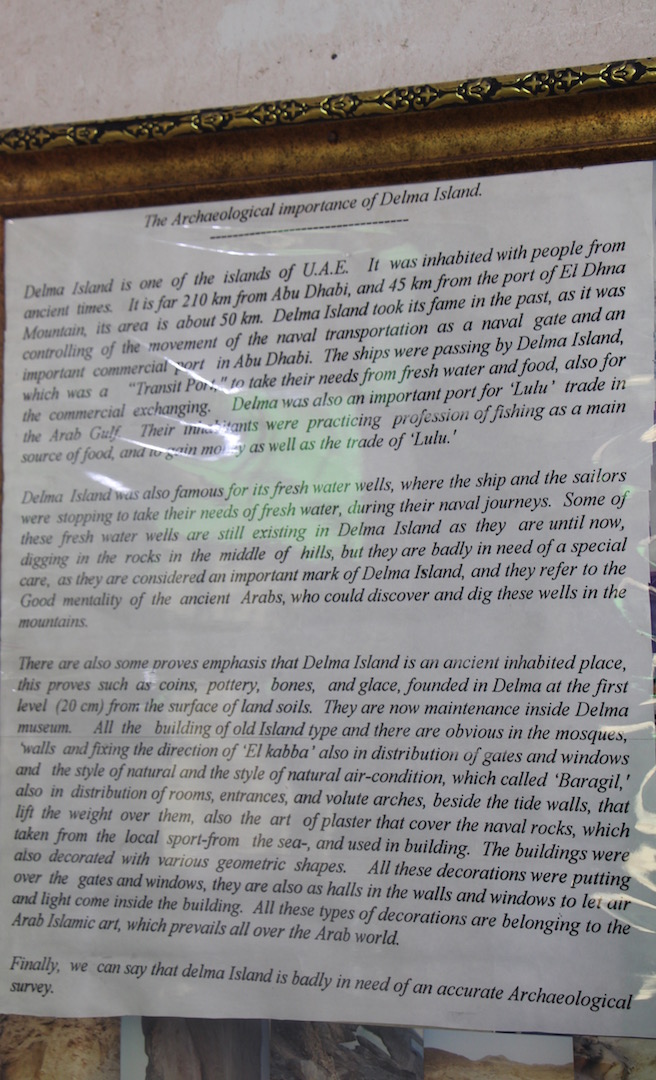 The Archaeological importance of Delma Island.
Delma Island is one of the islands of U.A.E. It was inhabited with people from
ancient times. It is far 210 km from Abu Dhabi, and 45 km from the port of El Dhna
Mountain, its area is about 50 km. Delma Island took its fame in the past, as it was
controlling of the movement of the naval transportation as a naval gate and an
important commercial port in Abu Dhabi. The ships were passing by Delma Island,
which was a "Transit Port," to take their needs from fresh water and food, also for
the commercial exchanging. Delma was also an important port for 'Lulu' trade in
the Arab Gulf. Their inhabitants were practicing profession of fishing as a main
source of food, and to gain money as well as the trade of 'Lulu.'
Delma Island was also famous for its fresh water wells, where the ship and the sailors
were stopping to take their needs of fresh water, during their naval journeys. Some of
these fresh water wells are still existing in Delma Island as they are until now,
digging in the rocks in the middle of hills, but they are badly in need of a special
care, as they are considered an important mark of Delma Island, and they refer to the
Good mentality of the ancient Arabs, who could discover and dig these wells in the
mountains.
There are also some proves emphasis that Delma Island is an ancient inhabited place,
this proves such as coins, pottery, bones, and glace, founded in Delma at the first
level (20 cm) from the surface of land soils. They are now maintenance inside Delma
museum. All the building of old Island type and there are obvious in the mosques,
'walls and fixing the direction of 'El kabba' also in distribution of gates and windows
and the style of natural and the style of natural air-condition, which called 'Baragil,'
also in distribution of rooms, entrances, and volute arches, beside the tide walls, that
lift the weight over them, also the art of plaster that cover the naval rocks, which
taken from the local sport-from the sea-, and used in building. The buildings were
also decorated with various geometric shapes. All these decorations were putting
over the gates and windows, they are also as halls in the walls and windows to let air
and light come inside the building. All these types of decorations are belonging to the
Arab Islamic art, which prevails all over the Arab world.
Finally, we can say that delma Island is badly in need of an accurate Archaeological
survey.